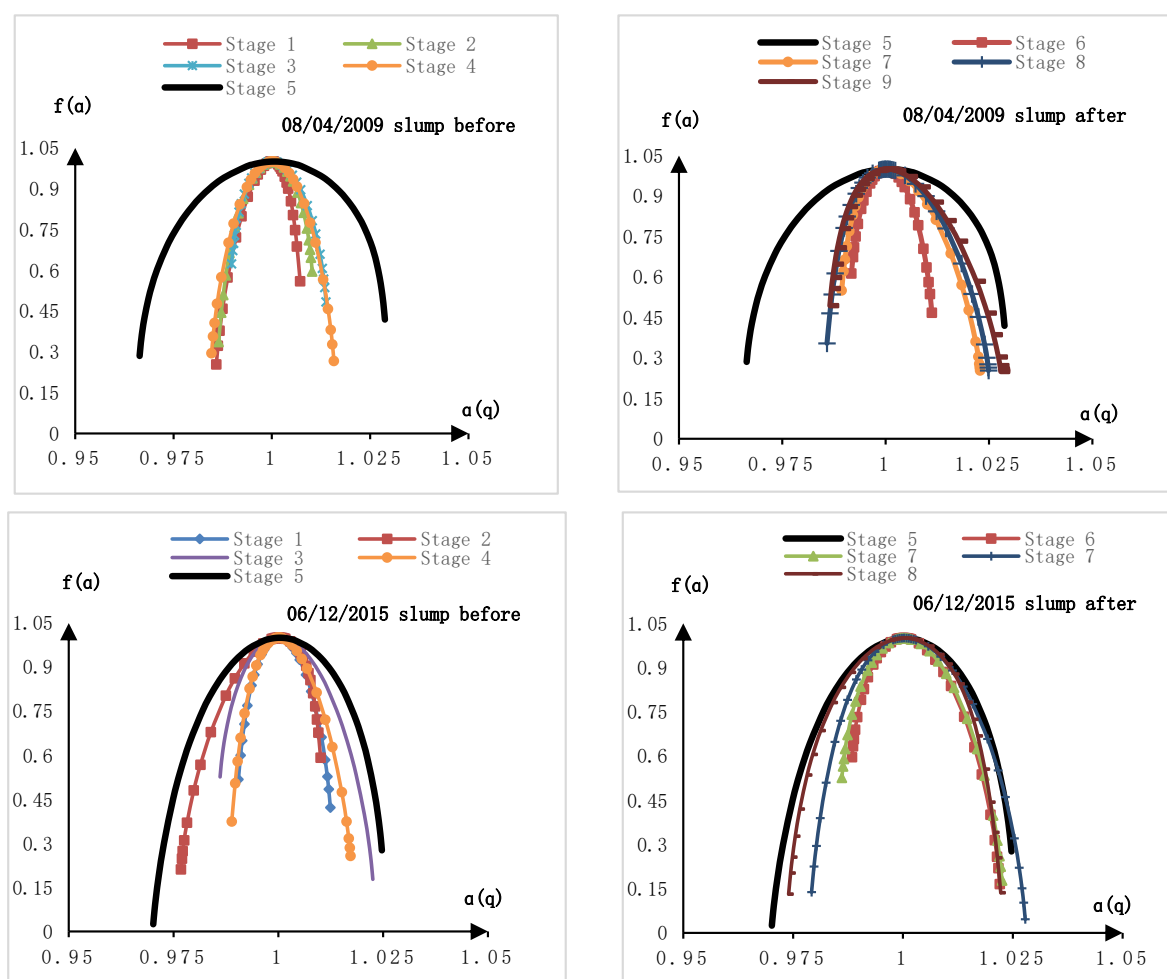 Stage 1 Stage 2
Stage 3 Stage 4
Stage 5
f(a)
08/04/2009 slump before
1.05
0.9
0.75
0.6
0.45
0.3
0.15
0
a(q)
0.95 0.975 1 1.025 1.05
Stage 5 Stage 6
Stage 7 Stage 8
Stage 9
f(a)
08/04/2009 slump after
1.05
0.9
0.75
0.6
0.45
0.3
0.15
0
a(q)
0.95 0.975 1 1.025 1.05
Stage 1 Stage 2
Stage 3 Stage 4
Stage 5
f(a)
06/12/2015 slump before
1.05
0.9
0.75
0.6
0.45
0.3
0.15
0
a(q)
0.95 0.975 1 1.025 1.05
Stage 5 Stage 6
Stage 7 Stage 7
Stage 8
f(a)
06/12/2015 slump after
1.05
0.9
0.75
0.6
0.45
0.3
0.15
0
a(q)
0.95 0.975 1 1.025 1.05